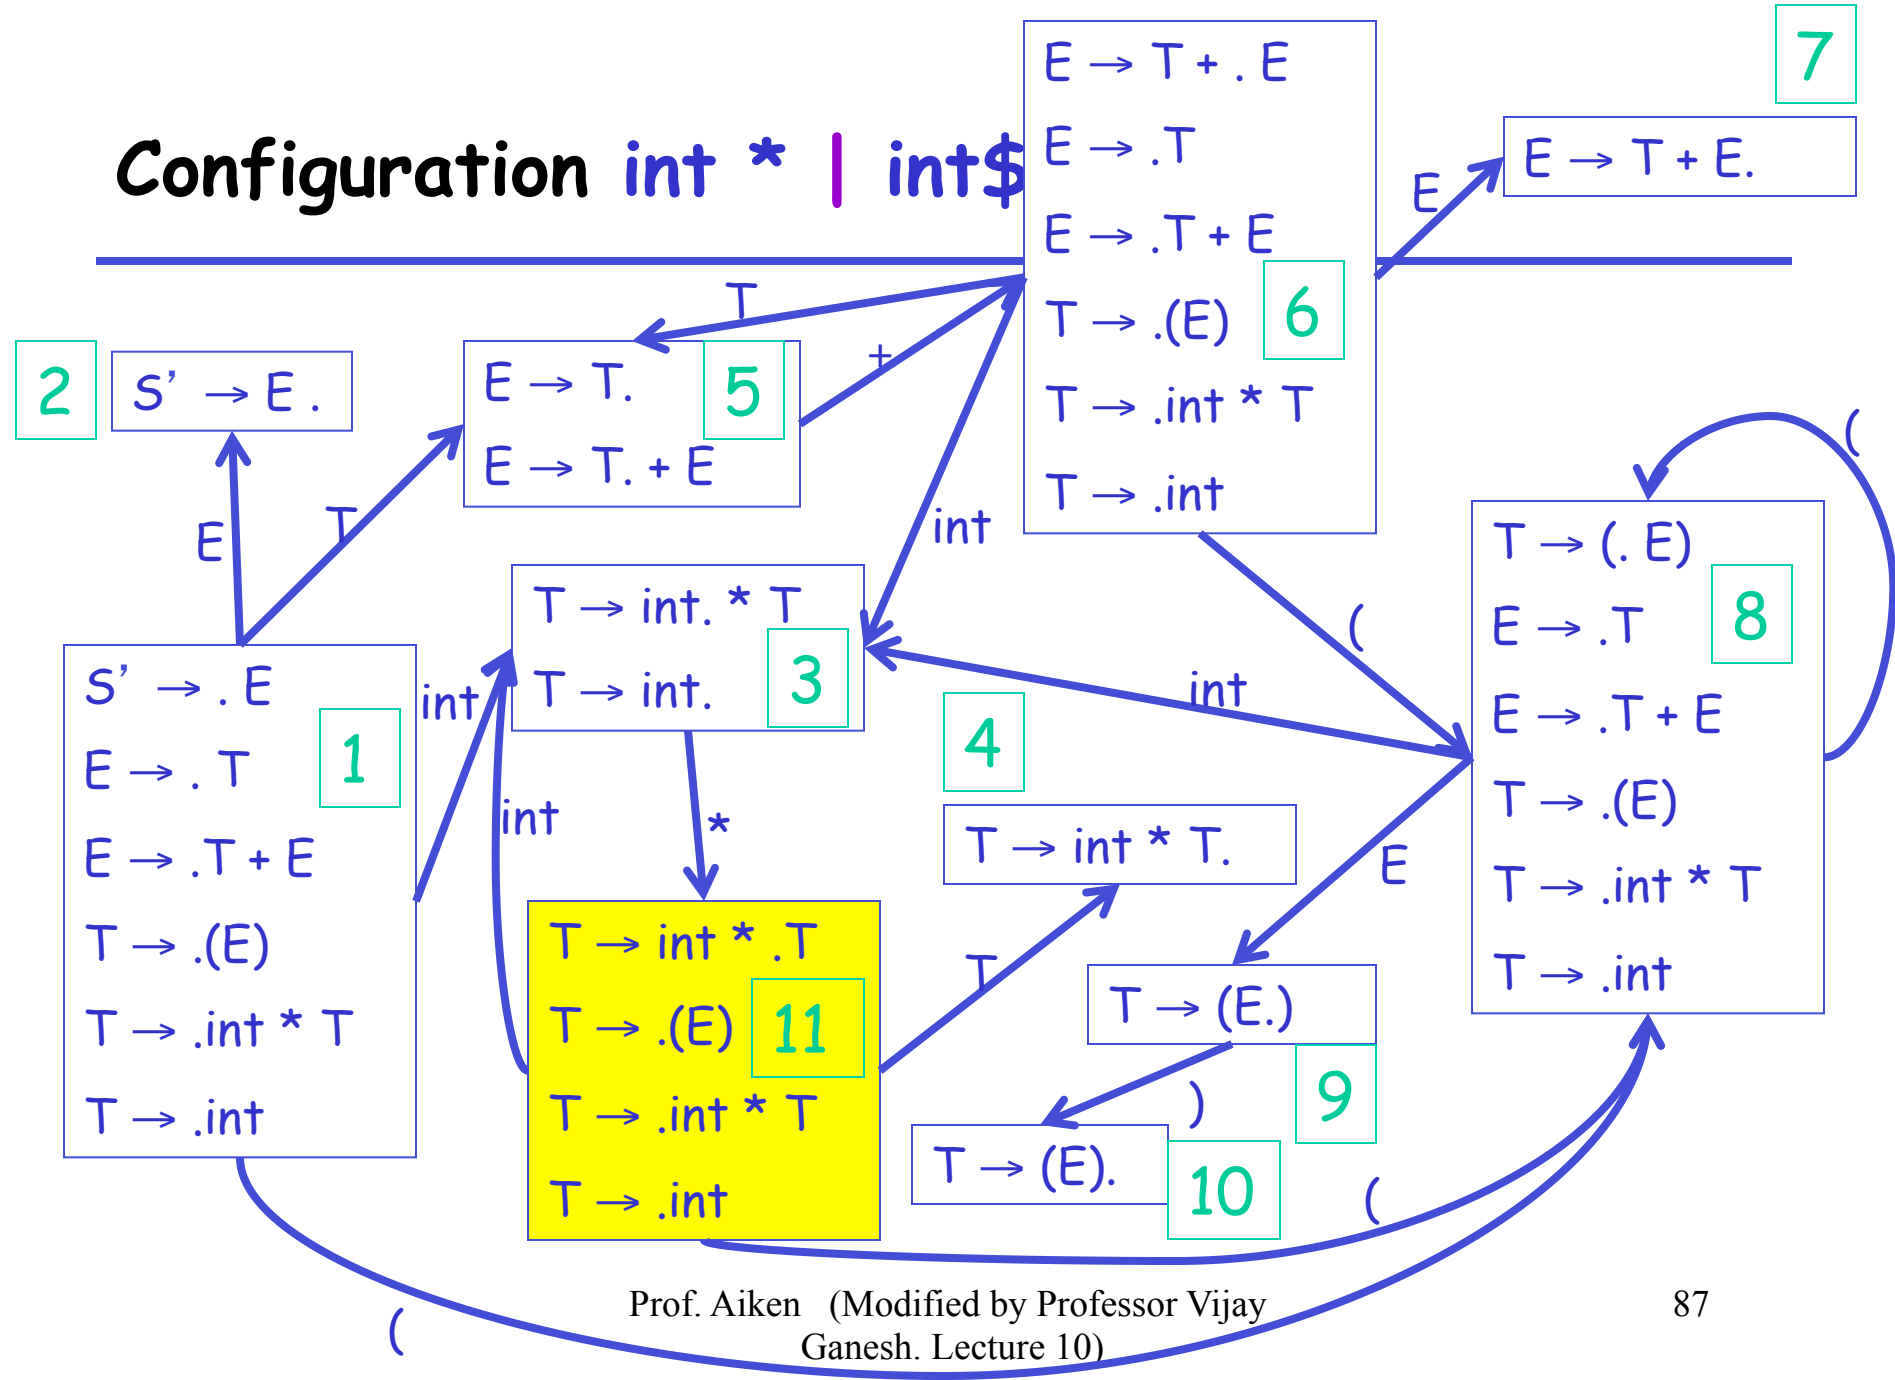 Configuration int * | int$
E → T + . E
E → .T
E → .T + E
T → .(E)
T → .int * T
T → .int
6
7
E → T + E.
E
T
+
2
S’ → E .
E → T.
E → T. + E
5
E
T
int
(
(
T → int. * T
T → int.
3
int
S’ → . E
E → . T
E → .T + E
T → .(E)
T → .int * T
T → .int
1
int
*
int
4
T → int * T.
T
T → (. E)
E → .T
E → .T + E
T → .(E)
T → .int * T
T → .int
8
E
T → int * .T
T → .(E)
T → .int * T
T → .int
11
T → (E.)
9
)
T → (E).
10
(
(
Prof. Aiken (Modified by Professor Vijay
Ganesh. Lecture 10)
87